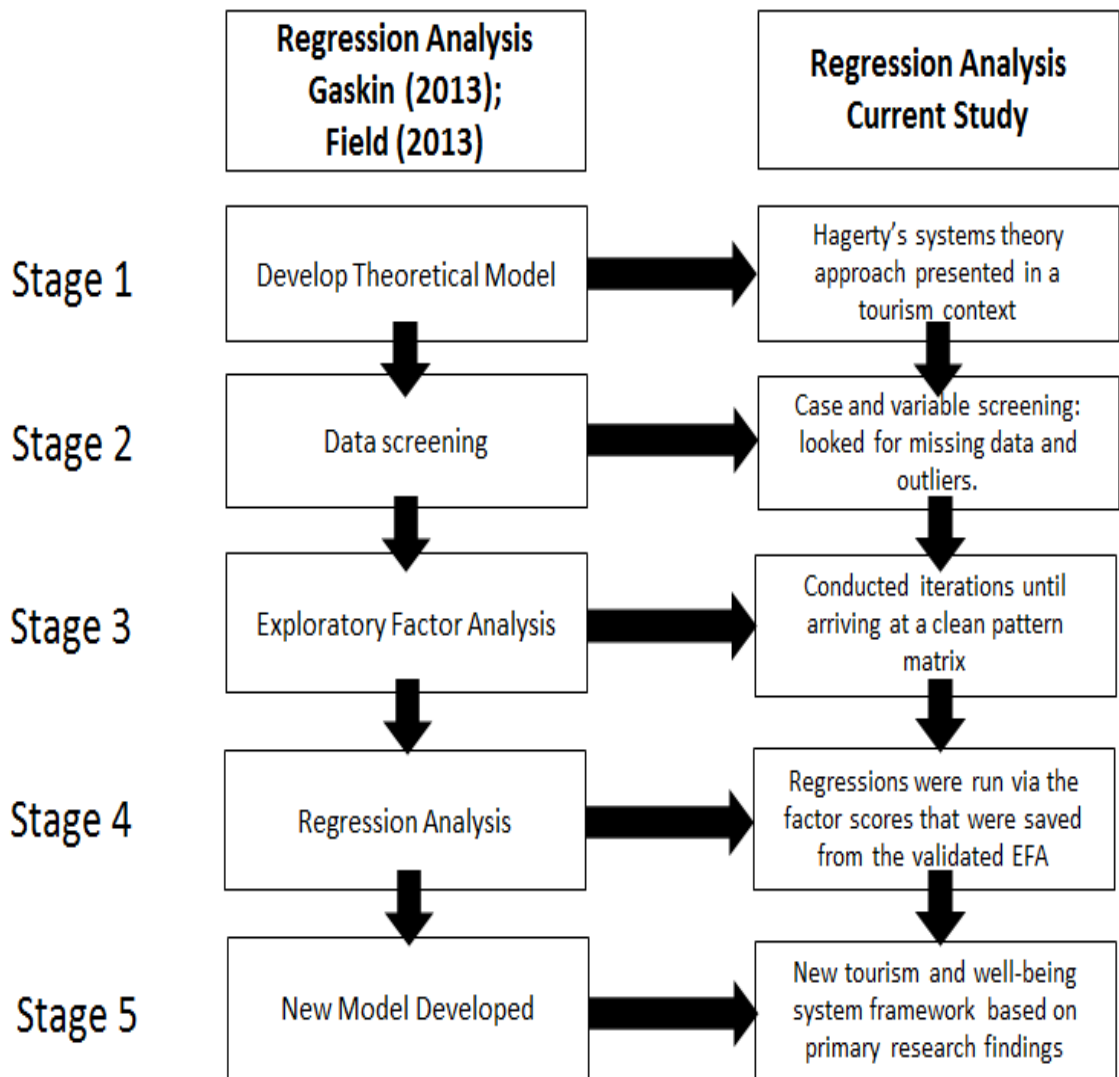 Regression Analysis
Gaskin (2013);
Field (2013)
Regression Analysis
Current Study
Stage 1
Develop Theoretical Model
Hagerty's systems theory
approach presented in a
tourism context
Stage 2
Data screening
Case and variable screening:
looked for missing data and
outliers.
Stage 3
Exploratory Factor Analysis
Conducted iterations until
arriving at a clean pattern
matrix
Stage 4
Regression Analysis
Regressions were run via the
factor scores that were saved
from the validated EFA
Stage 5
New Model Developed
New tourism and well-being
system framework based on
primary research findings